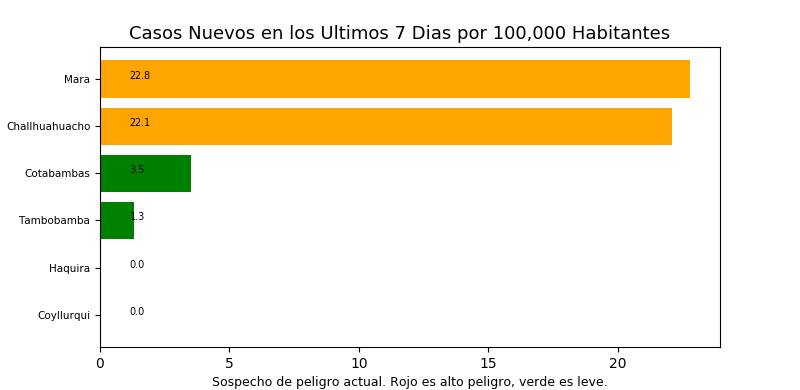 Casos Nuevos en los Ultimos 7 Dias por 100,000 Habitantes
Mara 22.8
Challhuahuacho 22.1
Cotabambas 3.5
Tambobamba 1.3
Haquira 0.0
Coyllurqui 0.0
0 5 10 15 20
Sospecho de peligro actual. Rojo es alto peligro, verde es leve.